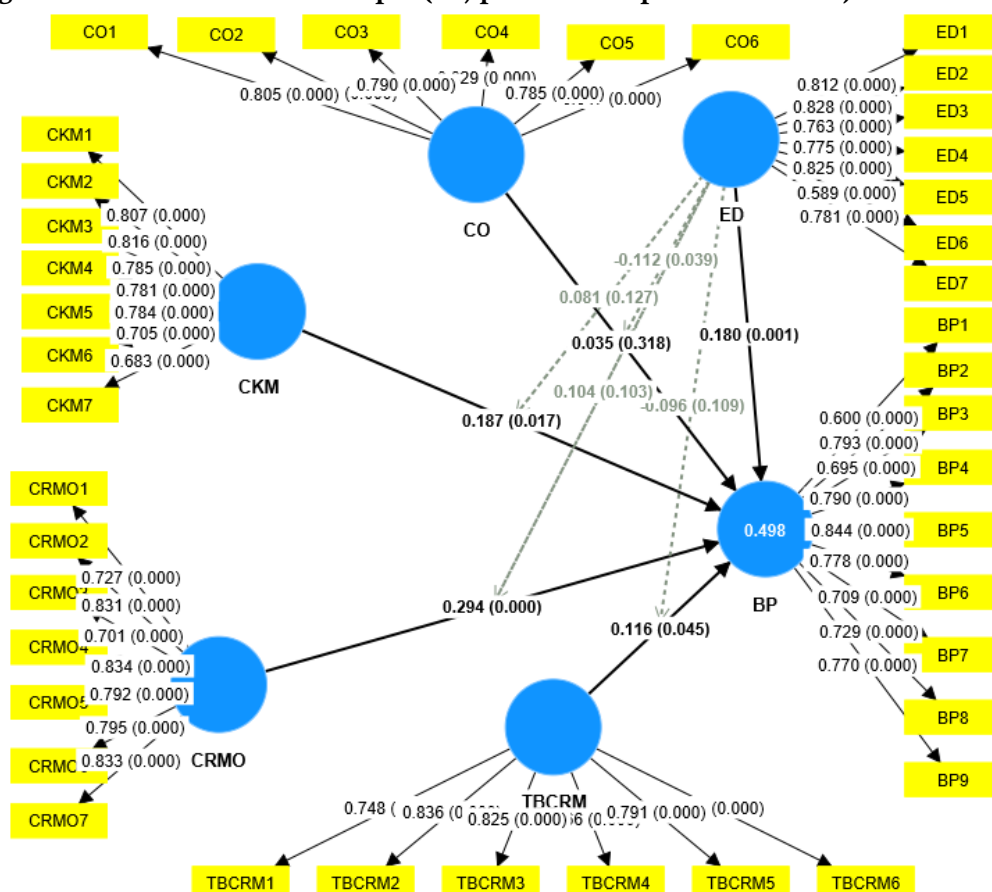 CO1
CO2
CO3
CO4
CO5
CO6
ED1
ED2
ED3
ED4
ED5
ED6
ED7
0.805 (0.000)
0.790 (0.000)
0.785 (0.000)
(0.000)
0.812 (0.000)
0.828 (0.000)
0.763 (0.000)
0.775 (0.000)
0.825 (0.000)
0.589 (0.000)
0.781 (0.000)
CO
ED
CKM1
CKM2
CKM3
CKM4
CKM5
CKM6
CKM7
0.807 (0.000)
0.816 (0.000)
0.785 (0.000)
0.781 (0.000)
0.784 (0.000)
0.705 (0.000)
0.683 (0.000)
CKM
-0.112 (0.039)
0.081 (0.127)
0.035 (0.318)
0.180 (0.001)
0.104 (0.103)
-0.096 (0.109)
0.187 (0.017)
BP1
BP2
BP3
BP4
BP5
BP6
BP7
BP8
BP9
0.600 (0.000)
0.793 (0.000)
0.695 (0.000)
0.790 (0.000)
0.844 (0.000)
0.778 (0.000)
0.709 (0.000)
0.729 (0.000)
0.770 (0.000)
0.498
BP
CRMO1
CRMO2
CRMO4
CRMO7
0.727 (0.000)
0.831 (0.000)
0.701 (0.000)
0.834 (0.000)
0.792 (0.000)
0.795 (0.000)
0.833 (0.000)
CRMO
0.294 (0.000)
0.116 (0.045)
TBCRM
0.748
0.836
0.825 (0.000)
0.791 (0.000)
(0.000)
TBCRM1
TBCRM2
TBCRM3
TBCRM4
TBCRM5
TBCRM6